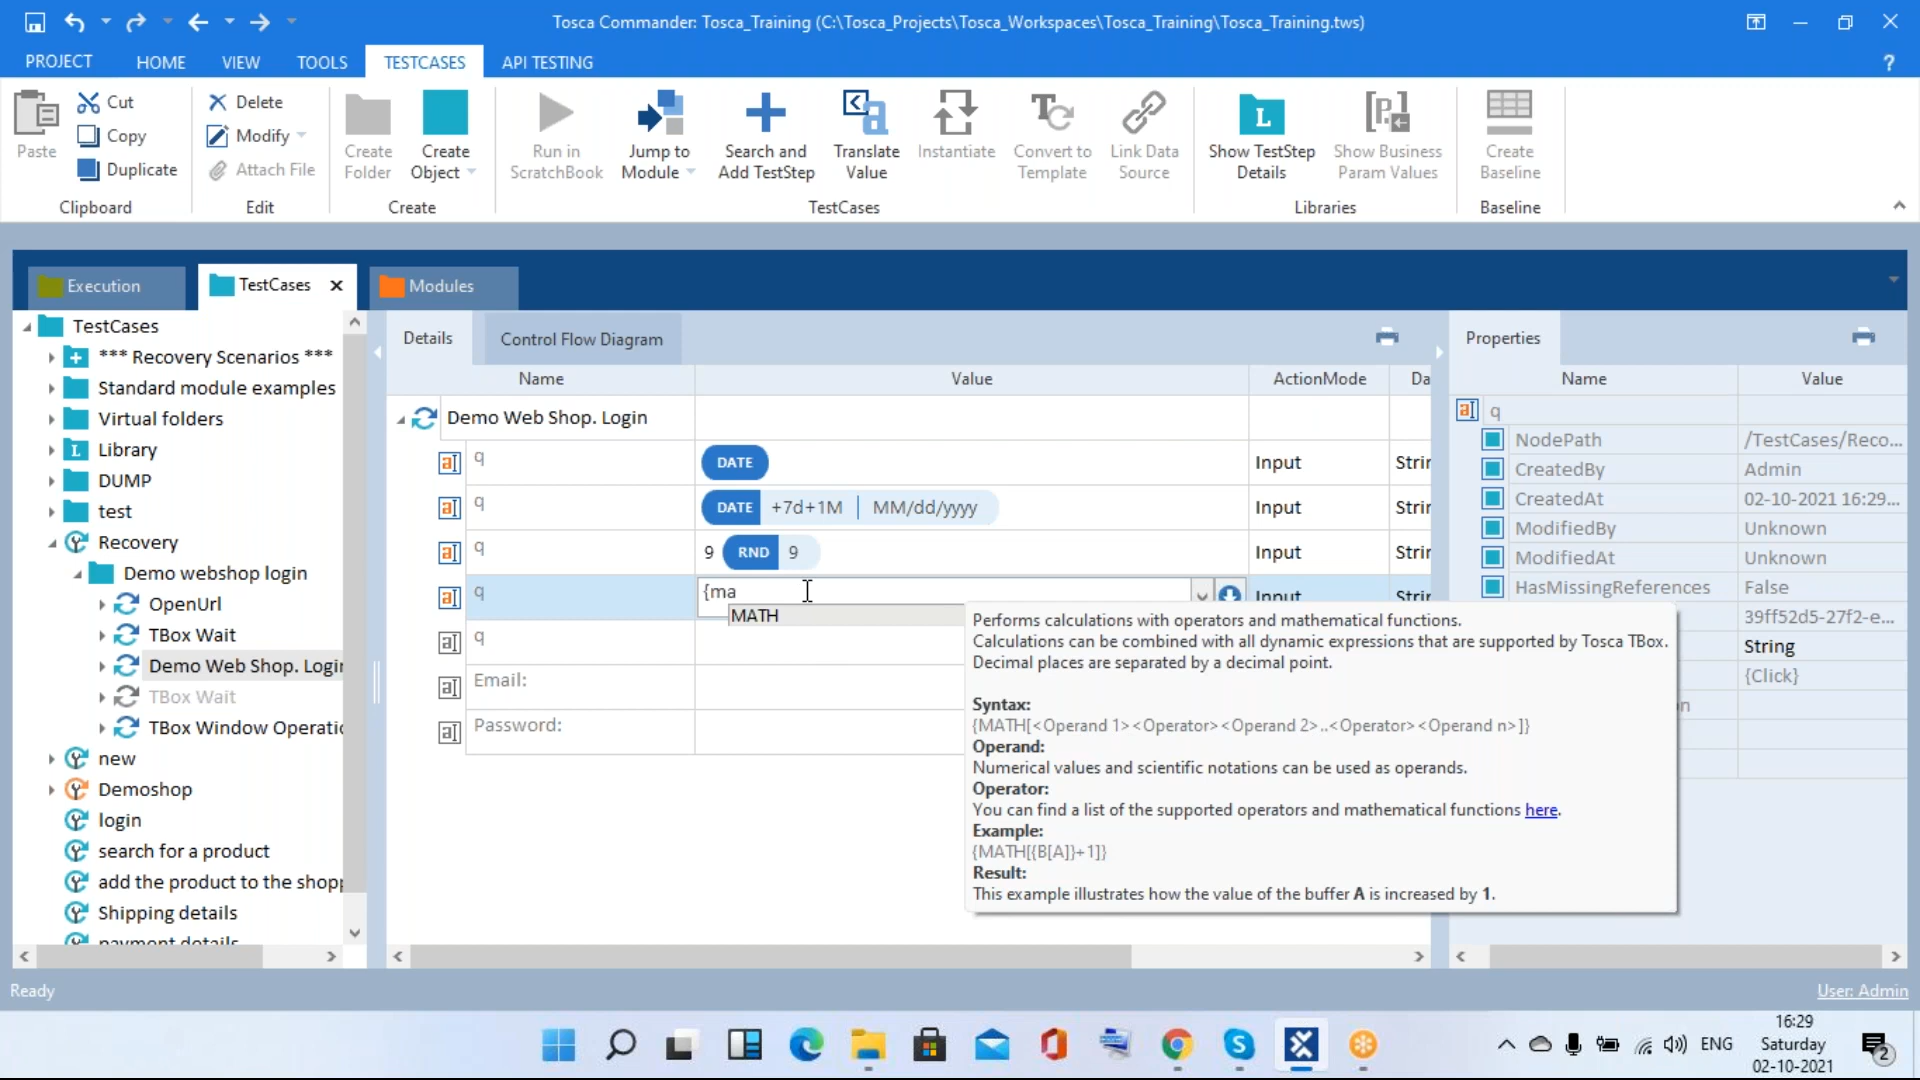 Tosca Commander: Tosca_Training (C:\Tosca_Projects\Tosca_Workspaces\Tosca_Training\Tosca_Training.tws)
PROJECT HOME VIEW TOOLS TESTCASES API TESTING ?
Paste Cut Copy Duplicate
Delete Modify Attach File
Create Folder
Create Object
Run in ScratchBook
Jump to Module
Search and Add TestStep
Translate Value
Instantiate
Convert to Template
Link Data Source
Show TestStep Details
Show Business Param Values
Create Baseline
Clipboard Edit Create TestCases Libraries Baseline
Execution TestCases Modules
TestCases
*** Recovery Scenarios ***
Standard module examples
Virtual folders
Library
DUMP
test
Recovery
Demo webshop login
OpenUrl
TBox Wait
Demo Web Shop. Login
TBox Wait
TBox Window Operatic
new
Demoshop
login
search for a product
add the product to the shopp
Shipping details
payment details
Details Control Flow Diagram
Name Value ActionMode Da
Demo Web Shop. Login
q DATE Input Strir
q DATE +7d+1M MM/dd/yyyy Input Strir
q 9 RND 9 Input Strir
q {ma Input Strir
MATH
q
Email:
Password:
Performs calculations with operators and mathematical functions.
Calculations can be combined with all dynamic expressions that are supported by Tosca TBox.
Decimal places are separated by a decimal point.
Syntax:
{MATH[<Operand 1><Operator><Operand 2>..<Operator><Operand n>]}
Operand:
Numerical values and scientific notations can be used as operands.
Operator:
You can find a list of the supported operators and mathematical functions here.
Example:
{MATH[{B[A]}+1]}
Result:
This example illustrates how the value of the buffer A is increased by 1.
Properties
Name Value
q
NodePath /TestCases/Reco...
CreatedBy Admin
CreatedAt 02-10-2021 16:29...
ModifiedBy Unknown
ModifiedAt Unknown
HasMissingReferences False
39ff52d5-27f2-e...
String
{Click}
n
Ready User: Admin
ENG
16:29
Saturday
02-10-2021
2